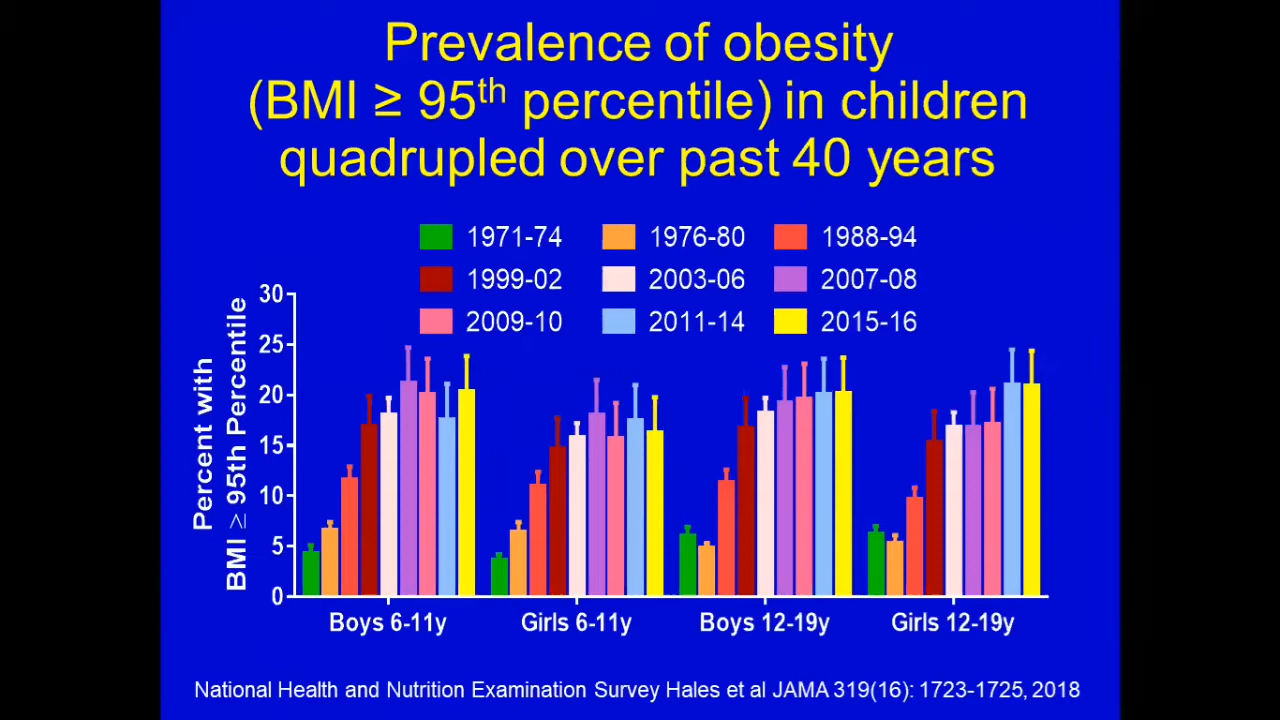 Prevalence of obesity
(BMI ≥ 95th percentile) in children
quadrupled over past 40 years
1971-74 1976-80 1988-94
1999-02 2003-06 2007-08
2009-10 2011-14 2015-16
Percent with
BMI ≥ 95th Percentile
30
25
20
15
10
5
0
Boys 6-11y Girls 6-11y Boys 12-19y Girls 12-19y
National Health and Nutrition Examination Survey Hales et al JAMA 319(16): 1723-1725, 2018